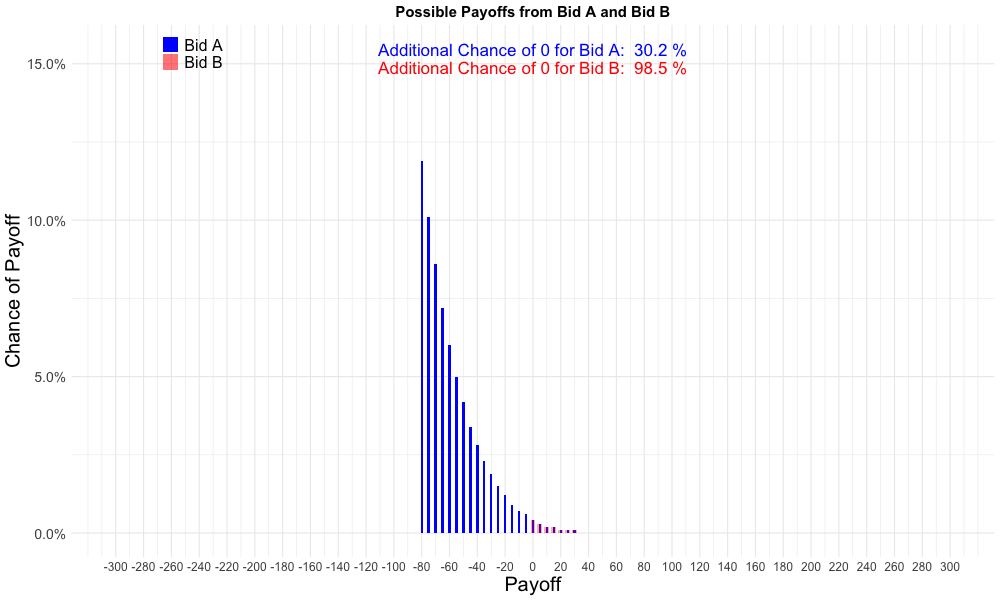 Possible Payoffs from Bid A and Bid B
Bid A
Bid B
Additional Chance of 0 for Bid A: 30.2 %
Additional Chance of 0 for Bid B: 98.5 %
Chance of Payoff
15.0%
10.0%
5.0%
0.0%
-300 -280 -260 -240 -220 -200 -180 -160 -140 -120 -100 -80 -60 -40 -20 0 20 40 60 80 100 120 140 160 180 200 220 240 260 280 300
Payoff